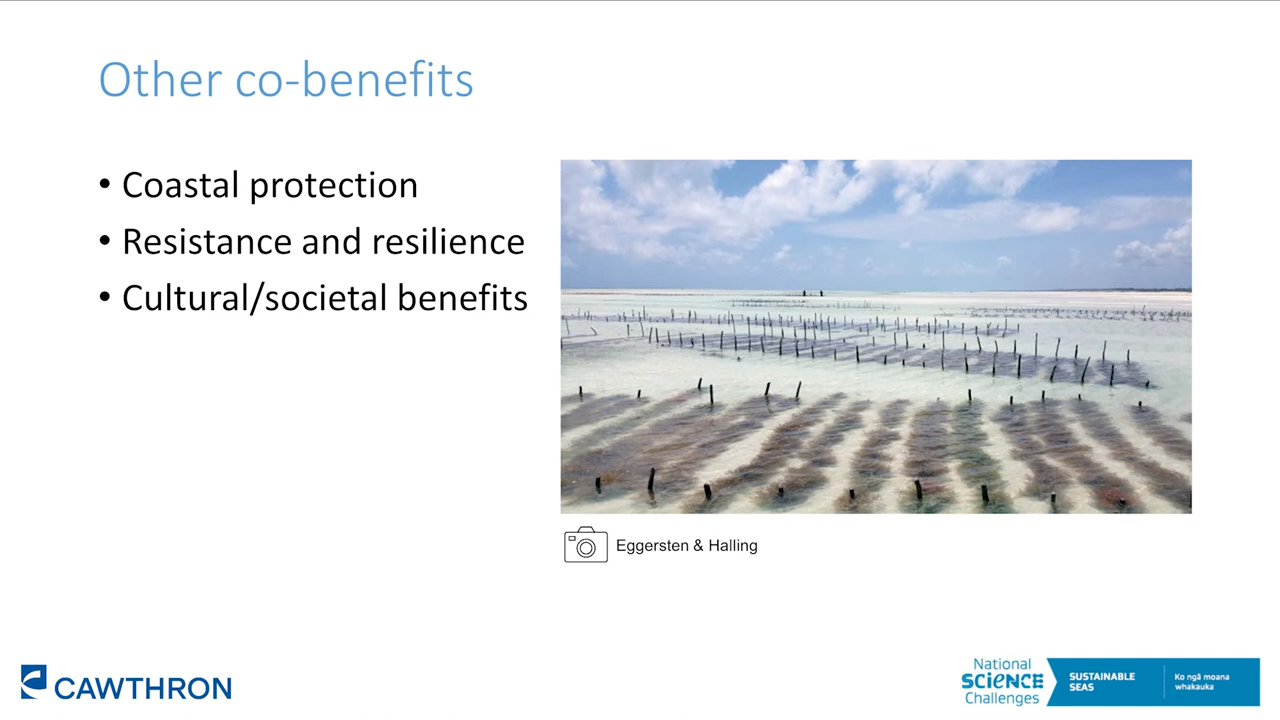 Other co-benefits
• Coastal protection
• Resistance and resilience
• Cultural/societal benefits
Eggersten & Halling
CAWTHRON
National
SCIENCE
Challenges
SUSTAINABLE
SEAS
Ko ngā moana
whakauka